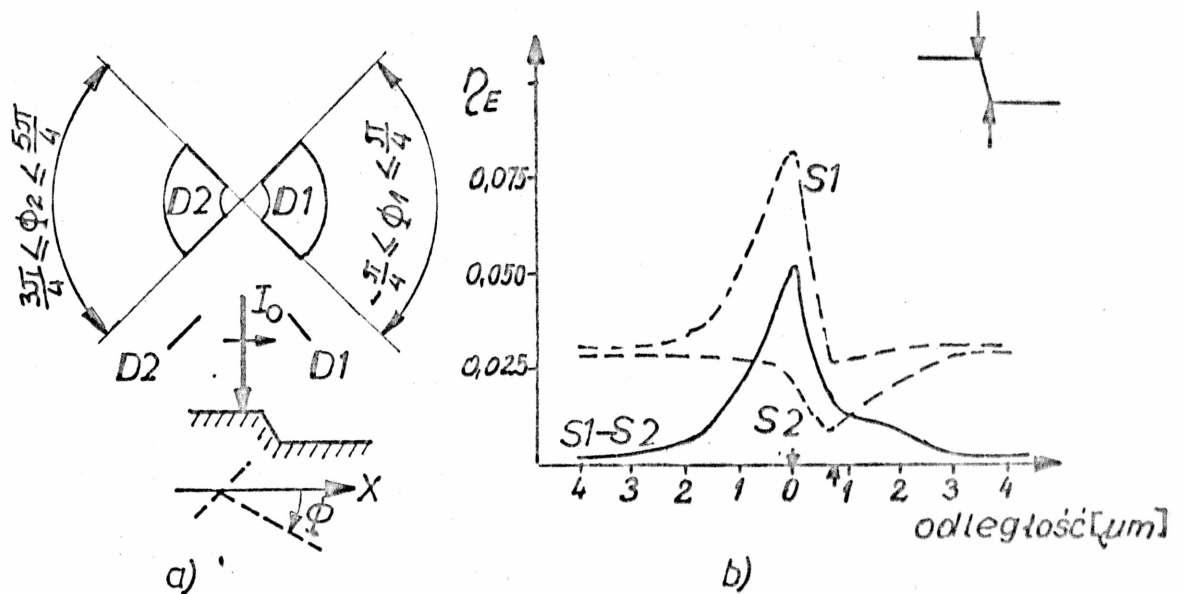 3π/4 ≤ Φ2 ≤ 5π/4
D2
D1
-π/4 ≤ Φ1 ≤ π/4
I₀
D2
D1
X
Φ
a)
η_E
0,075
0,050
0,025
S1
S2
S1-S2
4 3 2 1 0 1 2 3 4
odległość [μm]
b)